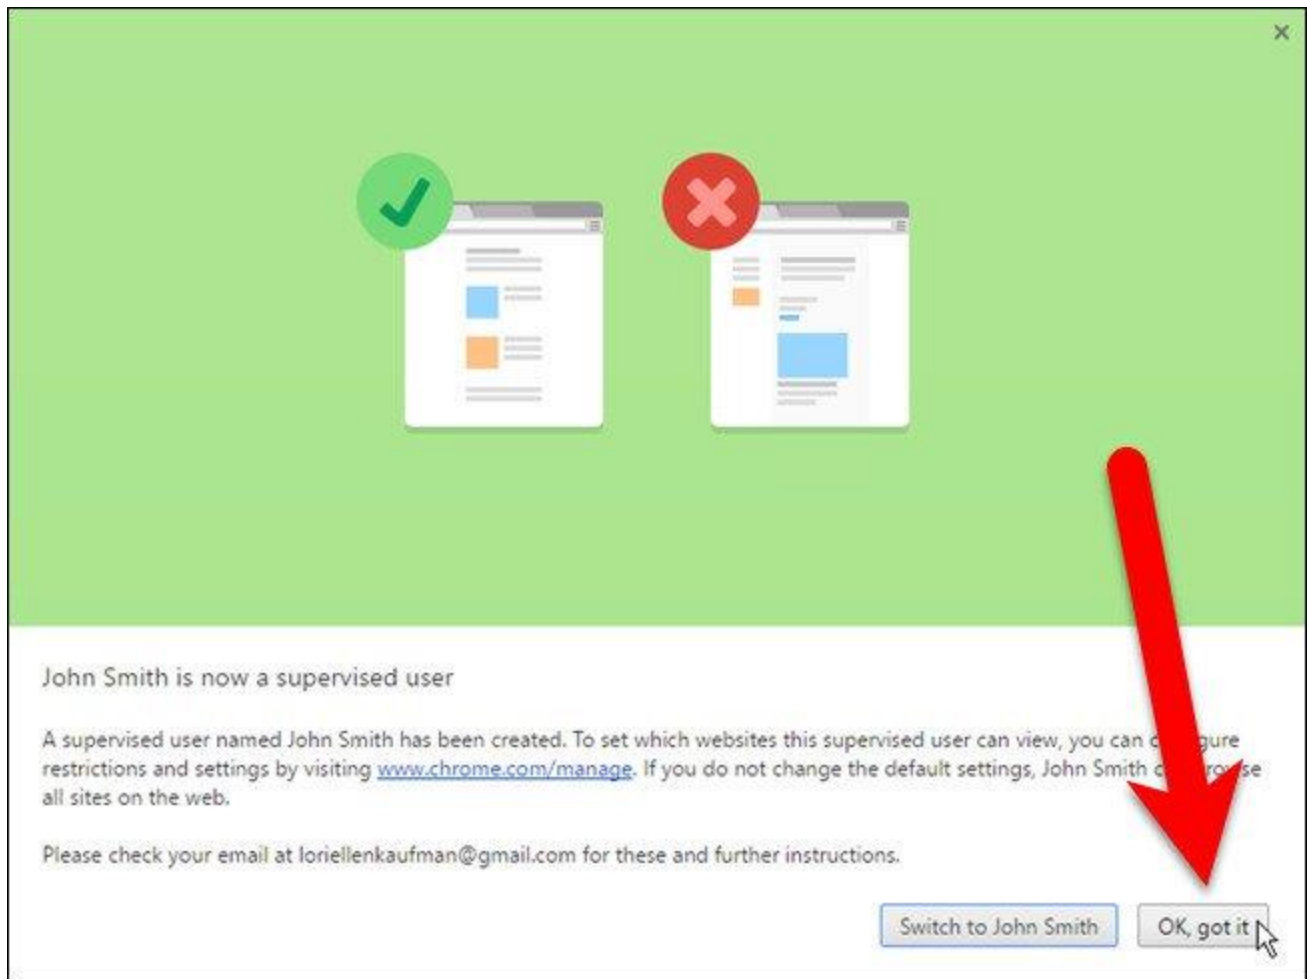 John Smith is now a supervised user
A supervised user named John Smith has been created. To set which websites this supervised user can view, you can
restrictions and settings by visiting www.chrome.com/manage. If you do not change the default settings, John Smith
all sites on the web.
Please check your email at loriellenkaufman@gmail.com for these and further instructions.
Switch to John Smith
OK, got it